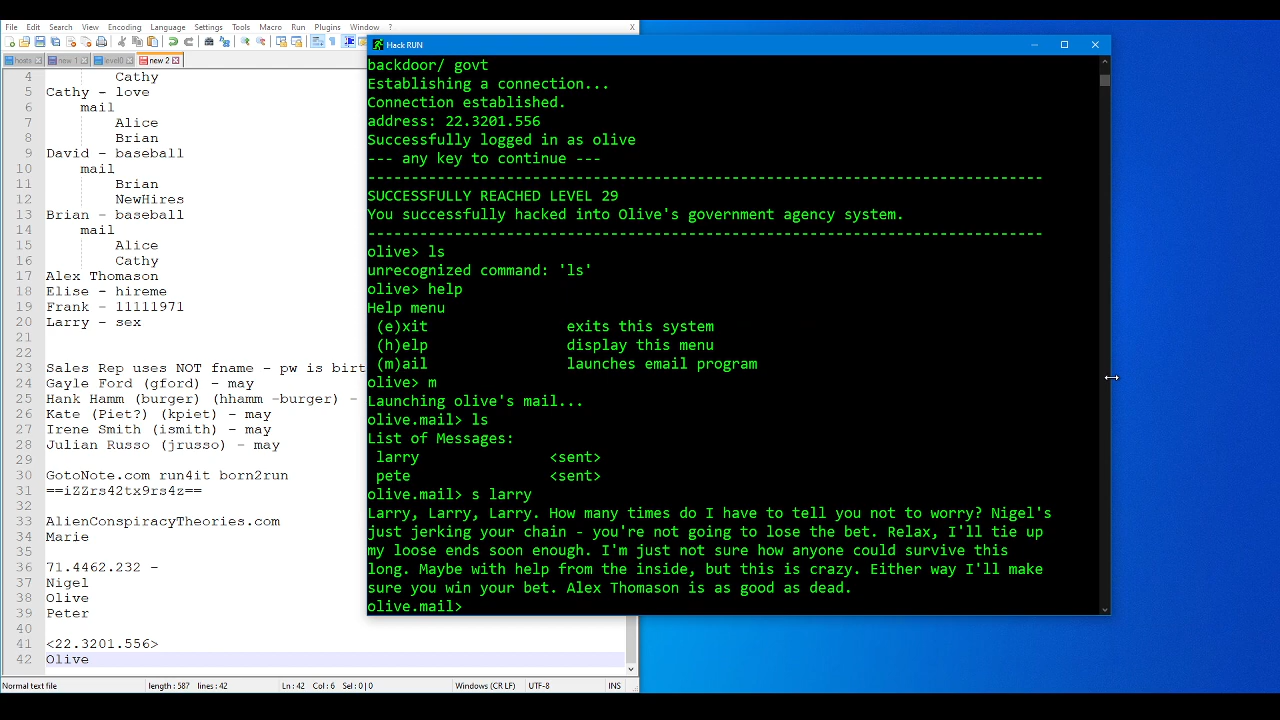 File Edit Search View Encoding Language Settings Tools Macro Run Plugins Window ? X
hosts new 1 level0 new 2
4 Cathy
5 Cathy - love
6 mail
7 Alice
8 Brian
9 David - baseball
10 mail
11 Brian
12 NewHires
13 Brian - baseball
14 mail
15 Alice
16 Cathy
17 Alex Thomason
18 Elise - hireme
19 Frank - 11111971
20 Larry - sex
21
22
23 Sales Rep uses NOT fname - pw is birt
24 Gayle Ford (gford) - may
25 Hank Hamm (burger) (hhamm -burger) -
26 Kate (Piet?) (kpiet) - may
27 Irene Smith (ismith) - may
28 Julian Russo (jrusso) - may
29
30 GotoNote.com run4it born2run
31 ==iZZrs42tx9rs4z==
32
33 AlienConspiracyTheories.com
34 Marie
35
36 71.4462.232 -
37 Nigel
38 Olive
39 Peter
40
41 <22.3201.556>
42 Olive
Normal text file length : 587 lines : 42 Ln : 42 Col : 6 Sel : 0 | 0 Windows (CR LF) UTF-8 INS
Hack RUN
backdoor/ govt
Establishing a connection...
Connection established.
address: 22.3201.556
Successfully logged in as olive
--- any key to continue ---
------------------------------------------------------------------------------
SUCCESSFULLY REACHED LEVEL 29
You successfully hacked into Olive's government agency system.
------------------------------------------------------------------------------
olive> ls
unrecognized command: 'ls'
olive> help
Help menu
(e)xit exits this system
(h)elp display this menu
(m)ail launches email program
olive> m
Launching olive's mail...
olive.mail> ls
List of Messages:
larry <sent>
pete <sent>
olive.mail> s larry
Larry, Larry, Larry. How many times do I have to tell you not to worry? Nigel's
just jerking your chain - you're not going to lose the bet. Relax, I'll tie up
my loose ends soon enough. I'm just not sure how anyone could survive this
long. Maybe with help from the inside, but this is crazy. Either way I'll make
sure you win your bet. Alex Thomason is as good as dead.
olive.mail>